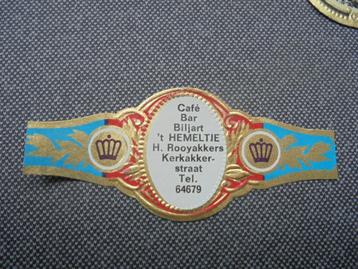 Café
Bar
Biljart
't HEMELTJE
H. Rooyakkers
Kerkakker-
straat
Tel.
64679